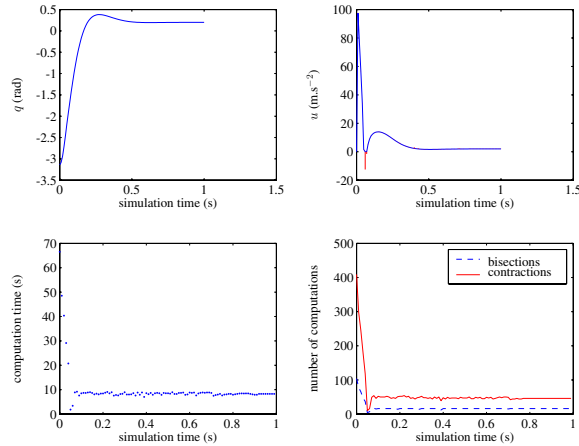 0.5
0
-0.5
-1
-1.5
-2
-2.5
-3
-3.5
q (rad)
0 0.5 1 1.5
simulation time (s)
100
80
60
40
20
0
-20
u (m.s−2)
0 0.5 1 1.5
simulation time (s)
70
60
50
40
30
20
10
0
computation time (s)
0 0.2 0.4 0.6 0.8 1
simulation time (s)
500
400
300
200
100
0
number of computations
bisections
contractions
0 0.2 0.4 0.6 0.8 1
simulation time (s)